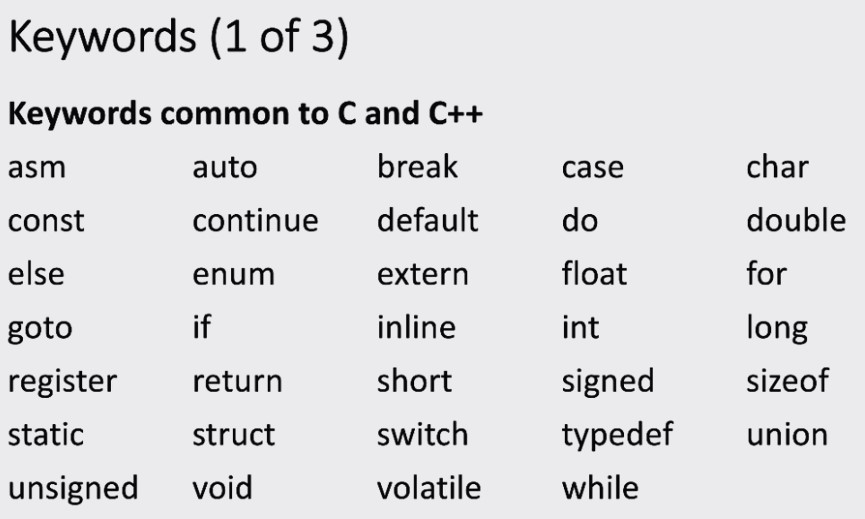 Keywords (1 of 3)
Keywords common to C and C++
asm auto break case char
const continue default do double
else enum extern float for
goto if inline int long
register return short signed sizeof
static struct switch typedef union
unsigned void volatile while